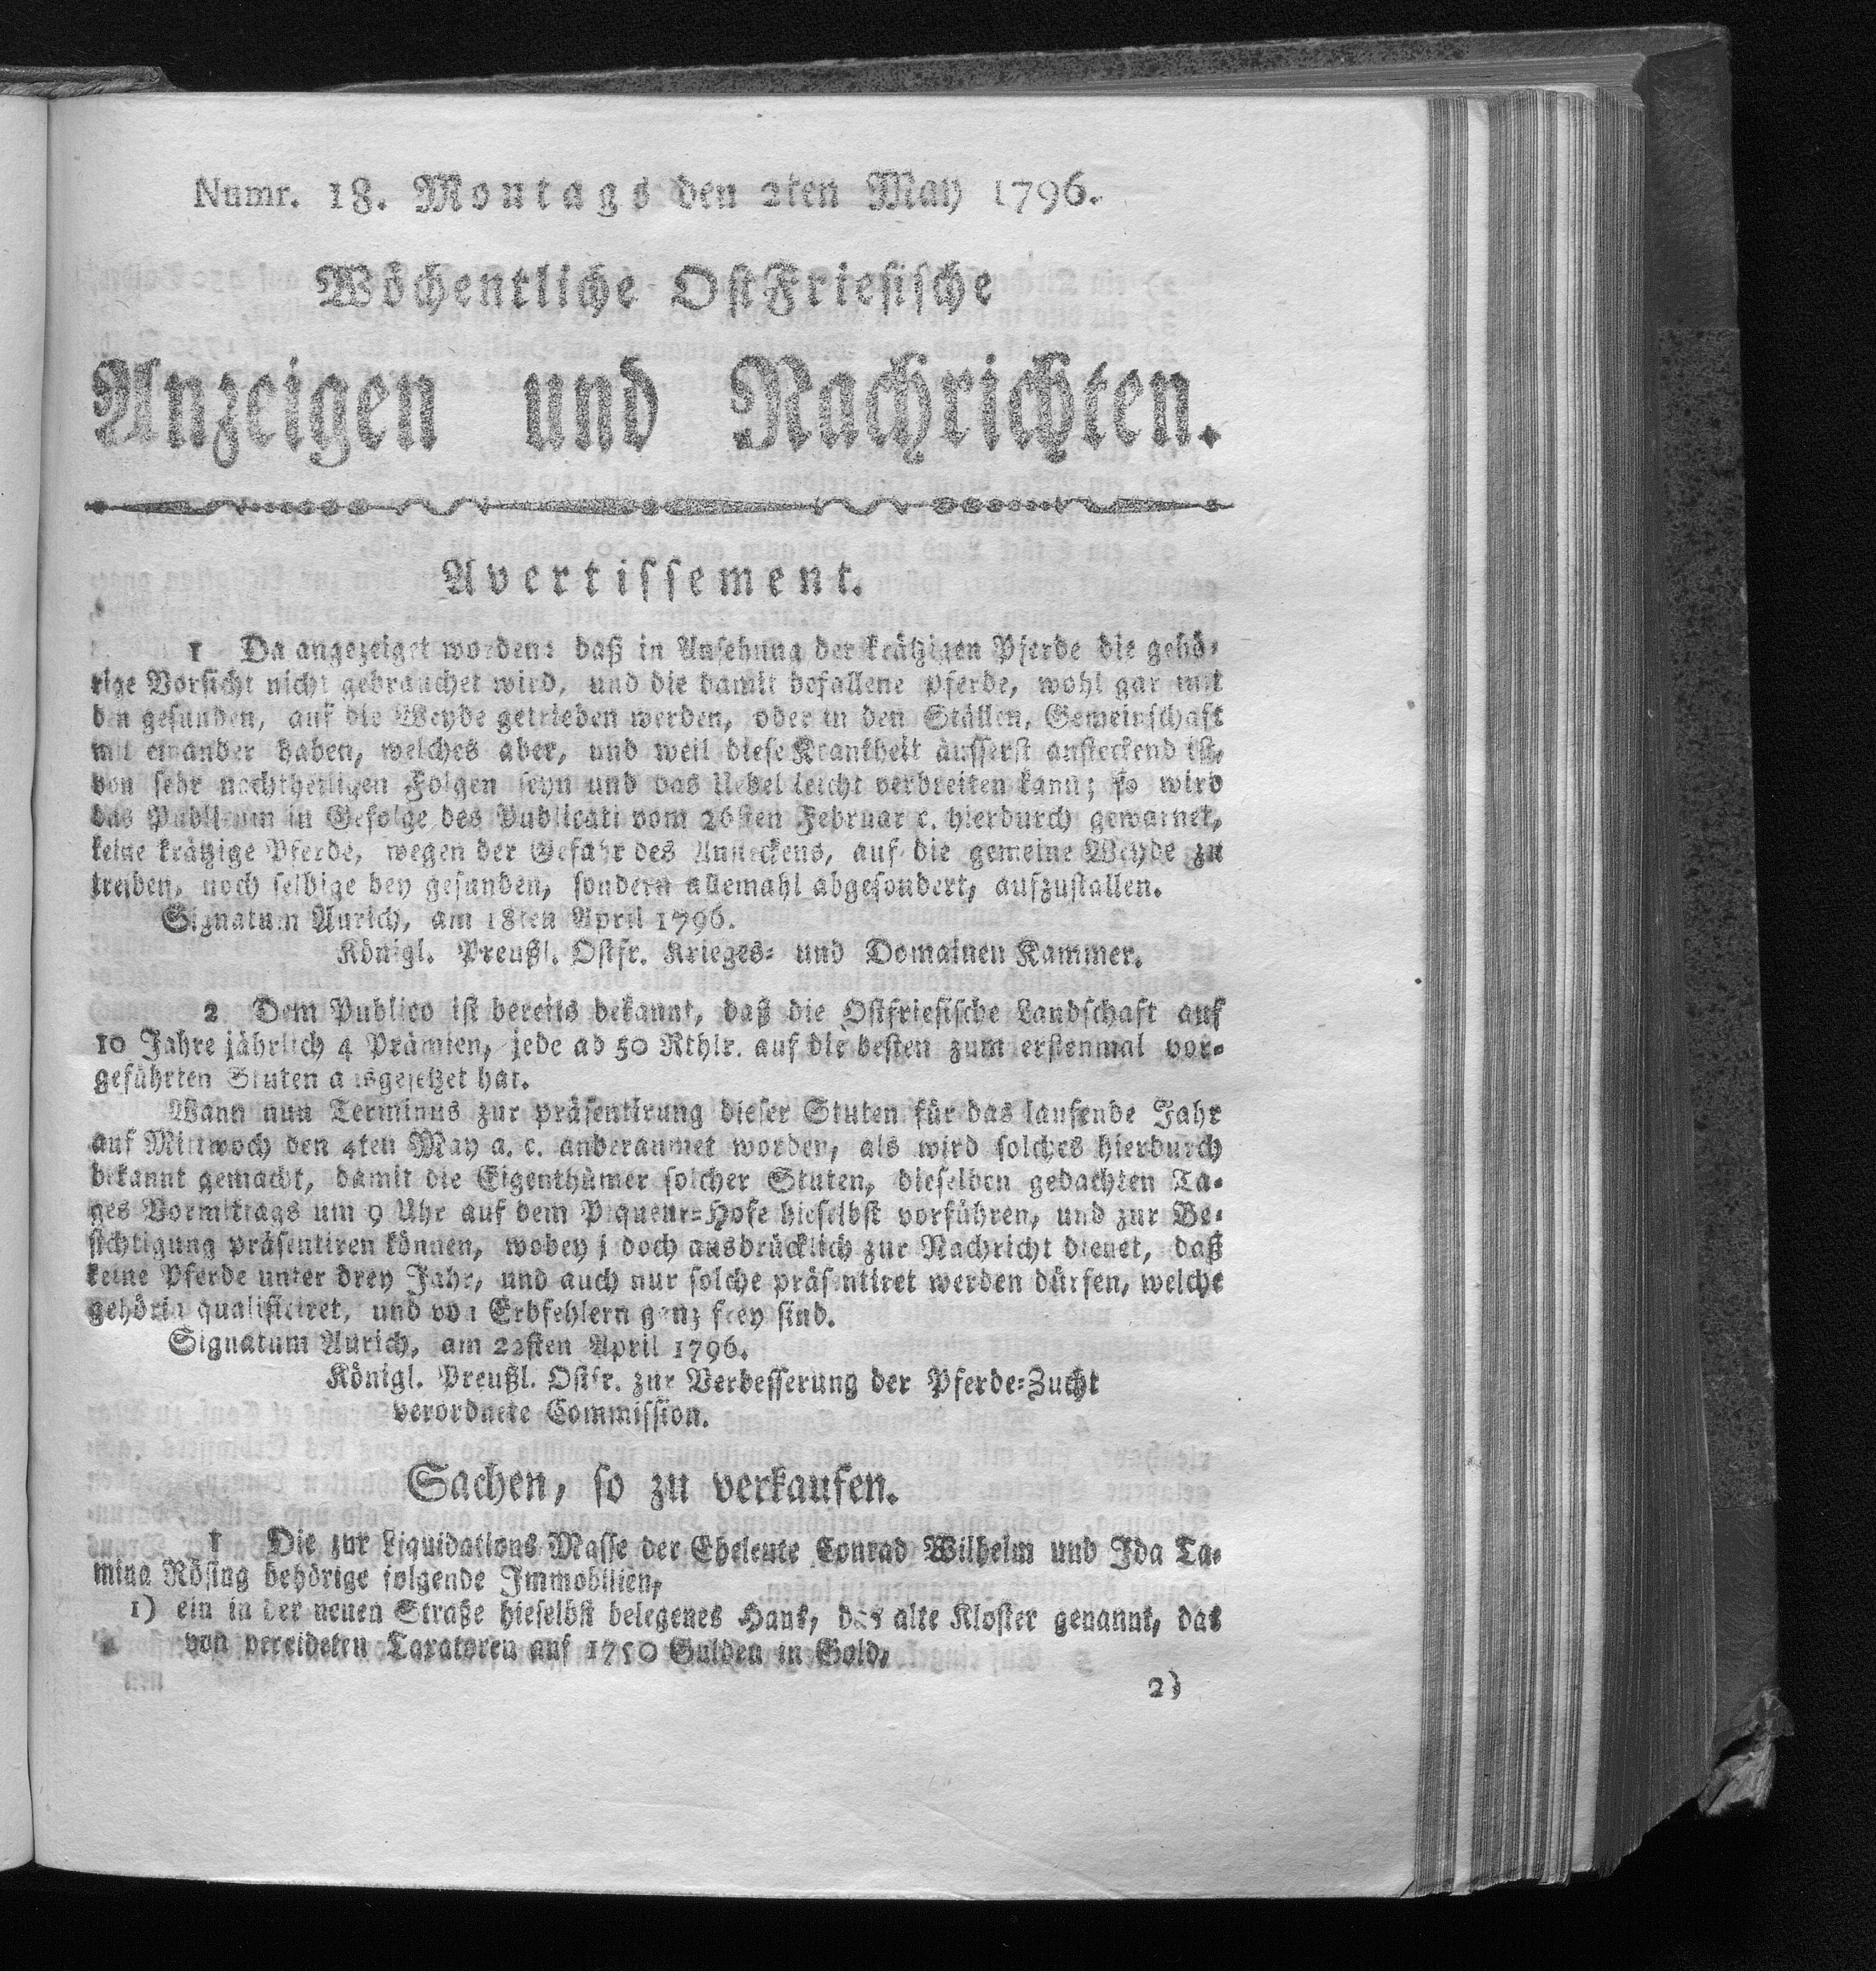 Numr. 18. Montags den 2ten May 1796.
Wöchentliche OstFriesische
Anzeigen und Nachrichten.
Avertissement.
1 Da angezeiget worden: daß in Ansehung der krätzigen Pferde die gehö-
rige Vorsicht nicht gebrauchet wird, und die damit befallene Pferde, wohl gar mit
den gesunden, auf die Weyde getrieben werden, oder in den Ställen, Gemeinschaft
mit einander haben, welches aber, und weil diese Krankheit äusserst ansteckend ist,
von sehr nachtheiligen Folgen seyn und das Uebel leicht verbreiten kann; so wird
das Publicum in Gefolge des Publicati vom 26sten Februar c. hierdurch gewarnet,
keine krätzige Pferde, wegen der Gefahr des Ansteckens, auf die gemeine Weyde zu
treiben, noch selbige bey gesunden, sondern allemahl abgesondert, aufzustallen.
Signatum Aurich, am 18ten April 1796.
Königl. Preußl. Ostfr. Krieges- und Domainen Kammer.
2 Dem Publico ist bereits bekannt, daß die Ostfriesische Landschaft auf
10 Jahre jährlich 4 Prämien, jede ad 50 Rthlr. auf die besten zum erstenmal vor-
geführten Stuten ausgesetzet hat.
Wann nun Terminus zur präsentirung dieser Stuten für das laufende Jahr
auf Mittwoch den 4ten May a. c. anberaumet worden, als wird solches hierdurch
bekannt gemacht, damit die Eigenthümer solcher Stuten, dieselben gedachten Ta-
ges Vormittags um 9 Uhr auf dem Piqueur-Hofe hieselbst vorführen, und zur Be-
sichtigung präsentiren können, wobey jedoch ausdrücklich zur Nachricht dienet, daß
keine Pferde unter drey Jahr, und auch nur solche präsentiret werden dürfen, welche
gehörig qualificiret, und von Erbfehlern ganz frey sind.
Signatum Aurich, am 22sten April 1796.
Königl. Preußl. Ostfr. zur Verbesserung der Pferde-Zucht
verordnete Commission.
Sachen, so zu verkaufen.
1 Die zur Liquidations Masse der Eheleute Conrad Wilhelm und Ida Ta-
mina Rösing behörige folgende Immobilien,
1) ein in der neuen Straße hieselbst belegenes Haus, das alte Kloster genannt, das
von vereideten Taxatoren auf 1750 Gulden in Gold,
2)